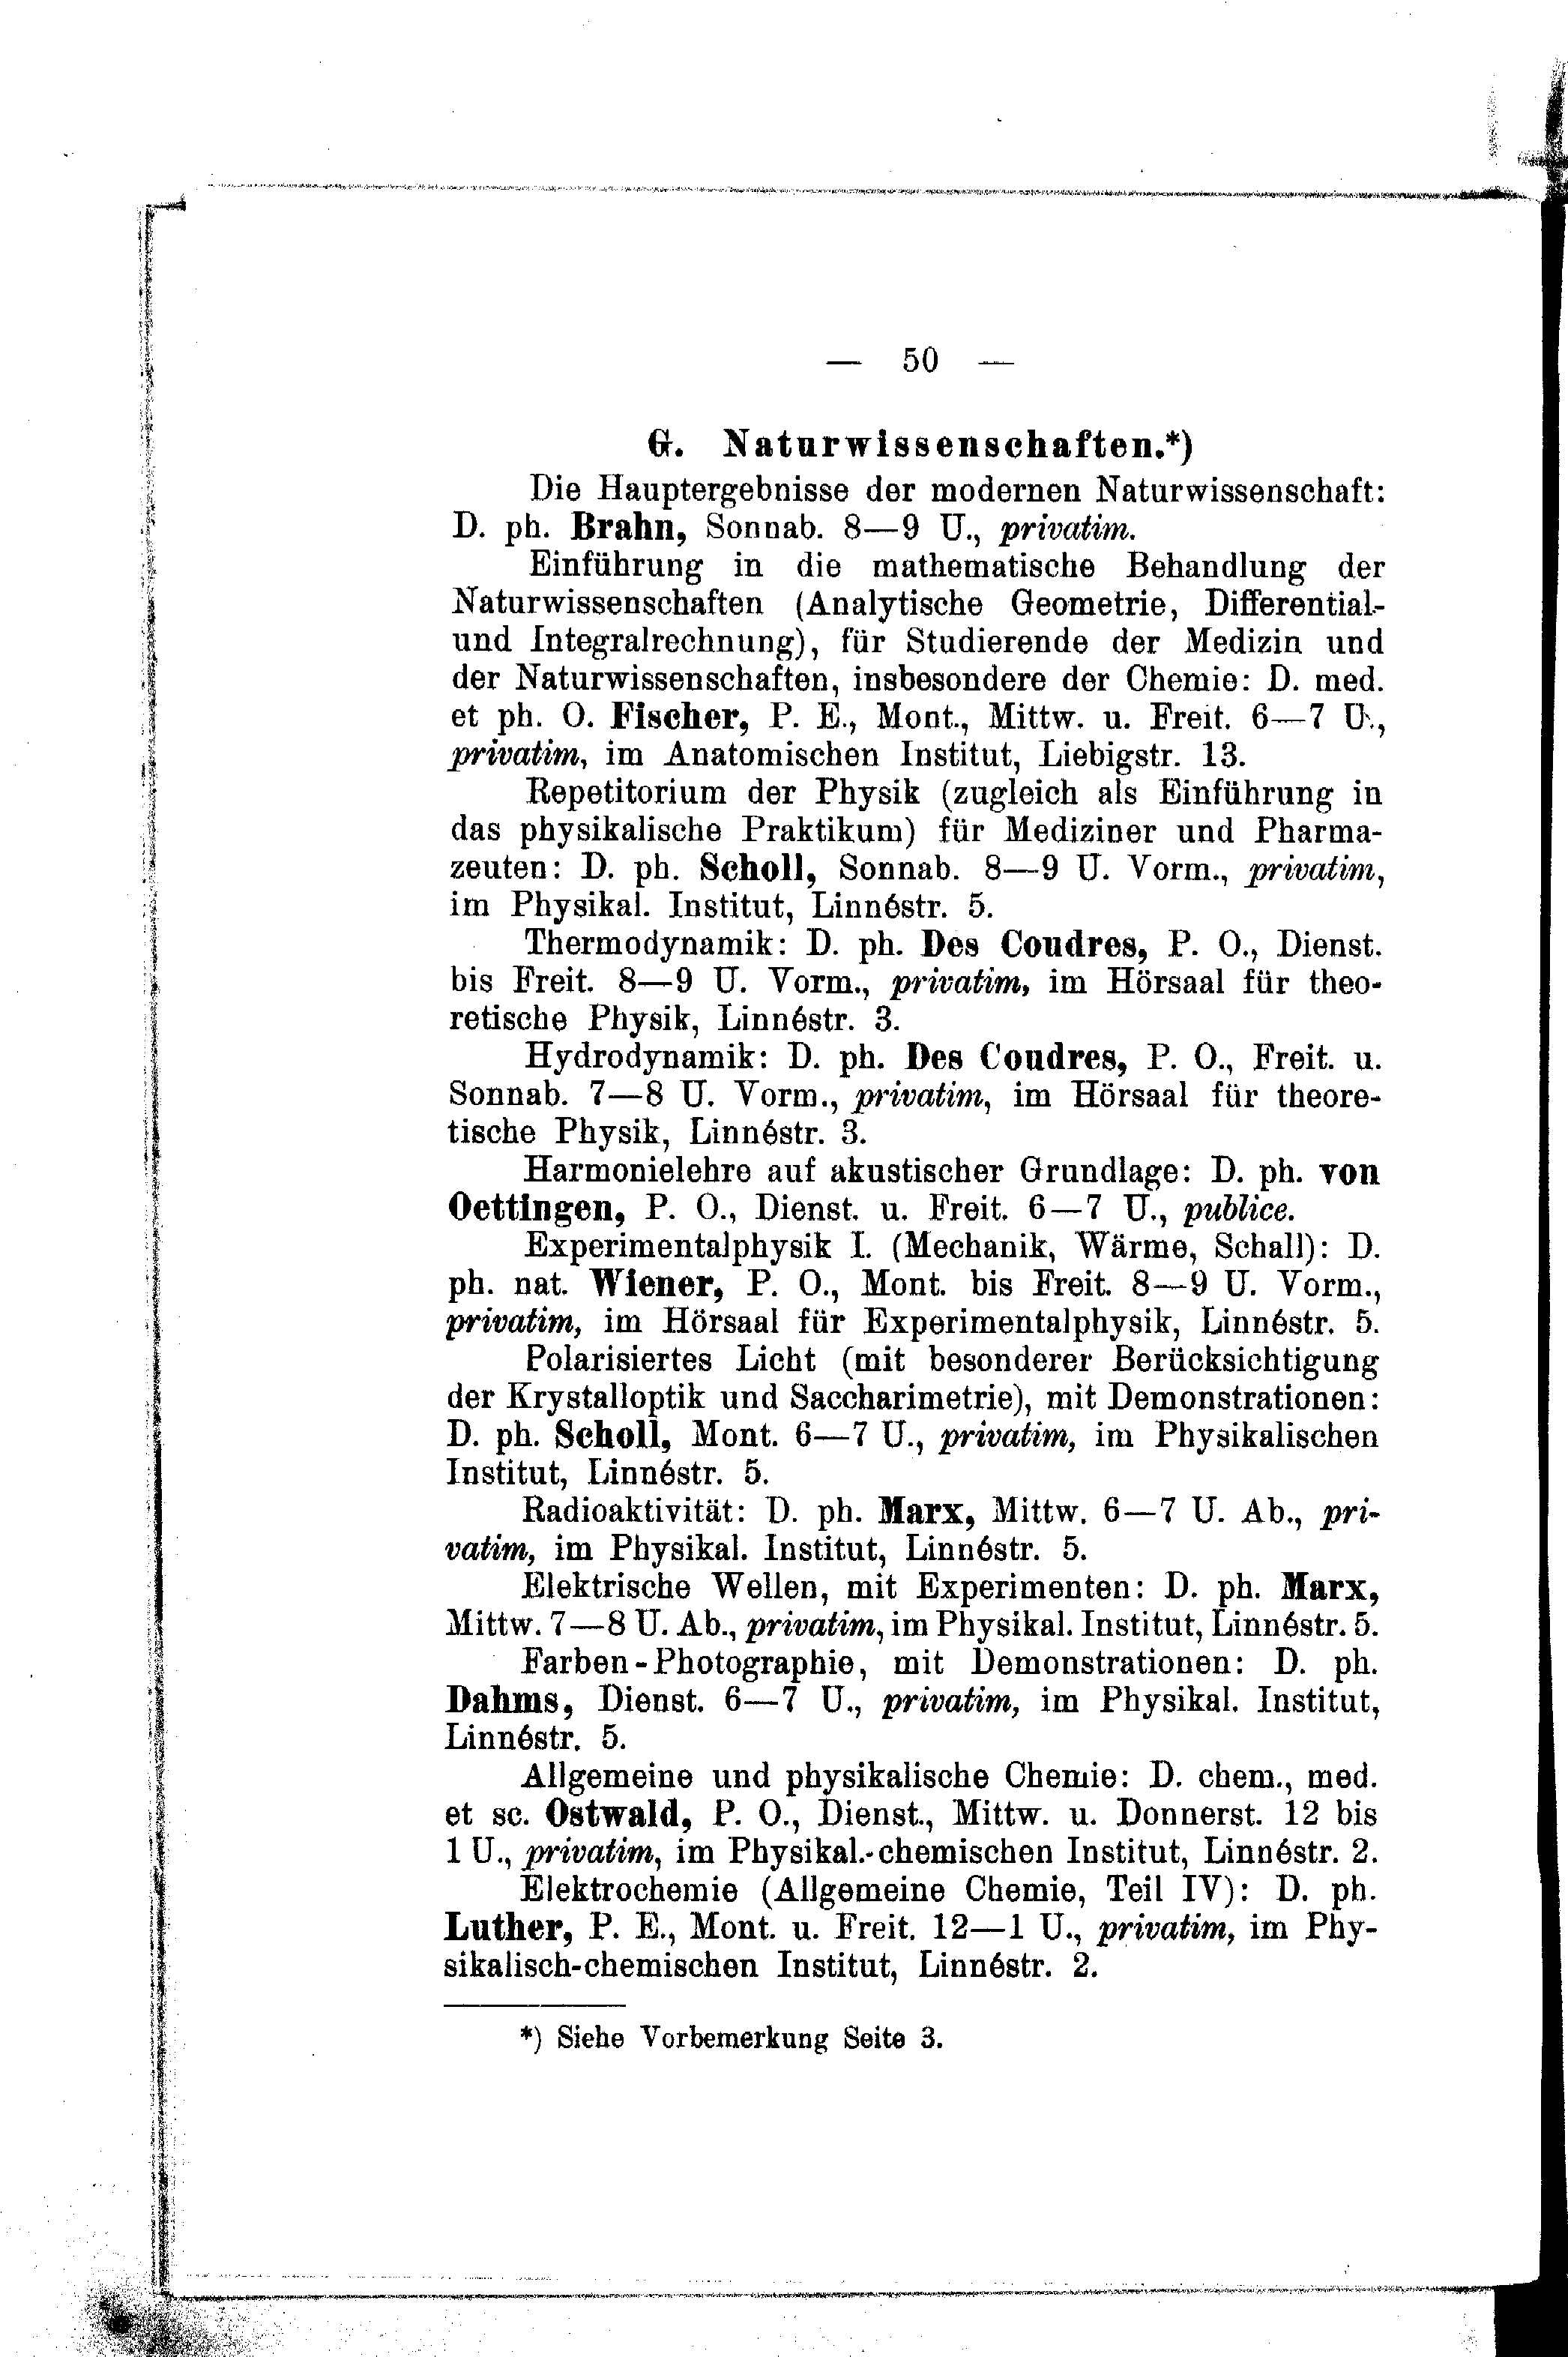 — 50 —
G. Naturwissenschaften.*)
Die Hauptergebnisse der modernen Naturwissenschaft:
D. ph. Brahn, Sonnab. 8—9 U., privatim.
Einführung in die mathematische Behandlung der
Naturwissenschaften (Analytische Geometrie, Differential-
und Integralrechnung), für Studierende der Medizin und
der Naturwissenschaften, insbesondere der Chemie: D. med.
et ph. O. Fischer, P. E., Mont., Mittw. u. Freit. 6—7 U.,
privatim, im Anatomischen Institut, Liebigstr. 13.
Repetitorium der Physik (zugleich als Einführung in
das physikalische Praktikum) für Mediziner und Pharma-
zeuten: D. ph. Scholl, Sonnab. 8—9 U. Vorm., privatim,
im Physikal. Institut, Linnéstr. 5.
Thermodynamik: D. ph. Des Coudres, P. O., Dienst.
bis Freit. 8—9 U. Vorm., privatim, im Hörsaal für theo-
retische Physik, Linnéstr. 3.
Hydrodynamik: D. ph. Des Coudres, P. O., Freit. u.
Sonnab. 7—8 U. Vorm., privatim, im Hörsaal für theore-
tische Physik, Linnéstr. 3.
Harmonielehre auf akustischer Grundlage: D. ph. von
Oettingen, P. O., Dienst. u. Freit. 6—7 U., publice.
Experimentalphysik I. (Mechanik, Wärme, Schall): D.
ph. nat. Wiener, P. O., Mont. bis Freit. 8—9 U. Vorm.,
privatim, im Hörsaal für Experimentalphysik, Linnéstr. 5.
Polarisiertes Licht (mit besonderer Berücksichtigung
der Krystalloptik und Saccharimetrie), mit Demonstrationen:
D. ph. Scholl, Mont. 6—7 U., privatim, im Physikalischen
Institut, Linnéstr. 5.
Radioaktivität: D. ph. Marx, Mittw. 6—7 U. Ab., pri-
vatim, im Physikal. Institut, Linnéstr. 5.
Elektrische Wellen, mit Experimenten: D. ph. Marx,
Mittw. 7—8 U. Ab., privatim, im Physikal. Institut, Linnéstr. 5.
Farben-Photographie, mit Demonstrationen: D. ph.
Dahms, Dienst. 6—7 U., privatim, im Physikal. Institut,
Linnéstr. 5.
Allgemeine und physikalische Chemie: D. chem., med.
et sc. Ostwald, P. O., Dienst., Mittw. u. Donnerst. 12 bis
1 U., privatim, im Physikal.-chemischen Institut, Linnéstr. 2.
Elektrochemie (Allgemeine Chemie, Teil IV): D. ph.
Luther, P. E., Mont. u. Freit. 12—1 U., privatim, im Phy-
sikalisch-chemischen Institut, Linnéstr. 2.
*) Siehe Vorbemerkung Seite 3.